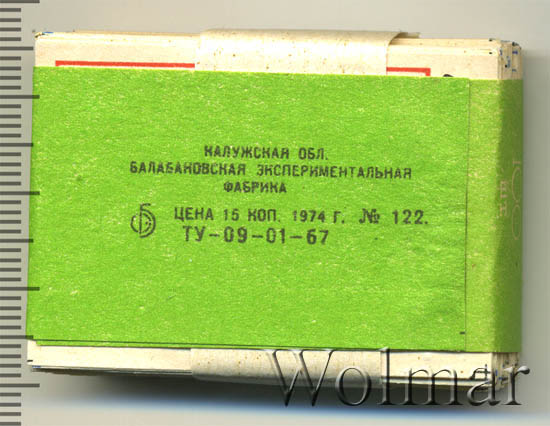 КАЛУЖСКАЯ ОБЛ.
БАЛАБАНОВСКАЯ ЭКСПЕРИМЕНТАЛЬНАЯ
ФАБРИКА
ЦЕНА 15 КОП. 1974 Г. № 122.
ТУ-09-01-67
Wolmar